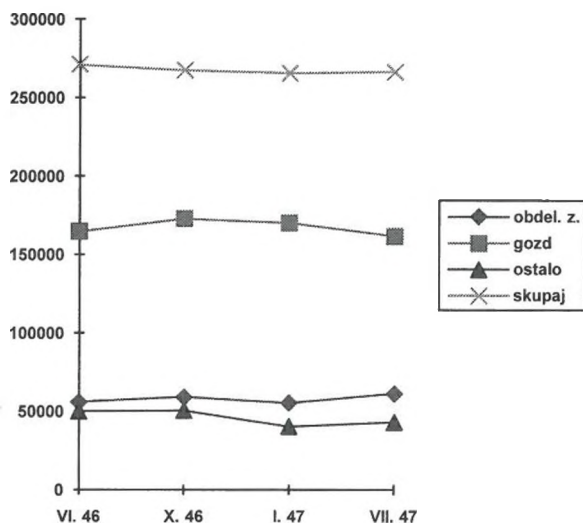 300000
250000
200000
150000
100000
50000
0
VI. 46 X. 46 I. 47 VII. 47
obdel. z.
gozd
ostalo
skupaj